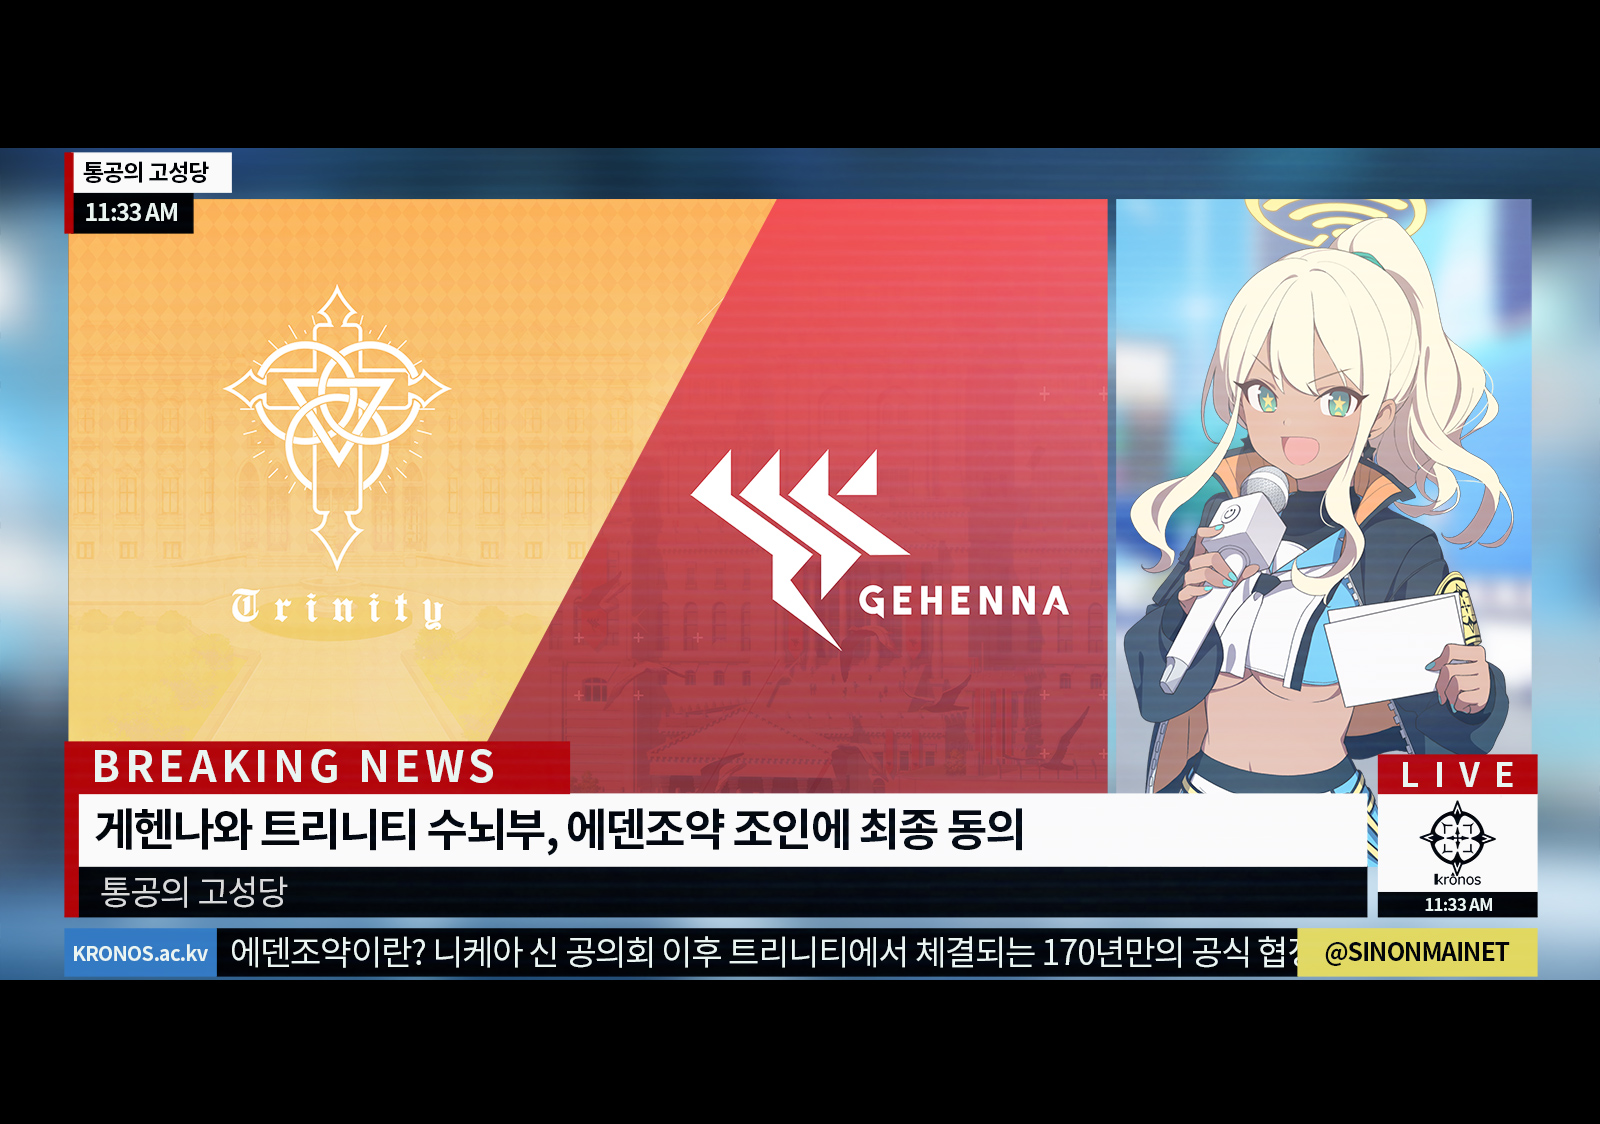 통공의 고성당
11:33 AM
Trinity
GEHENNA
BREAKING NEWS
게헨나와 트리니티 수뇌부, 에덴조약 조인에 최종 동의
통공의 고성당
LIVE
kronos
11:33 AM
KRONOS.ac.kv
에덴조약이란? 니케아 신 공의회 이후 트리니티에서 체결되는 170년만의 공식
@SINONMAINET